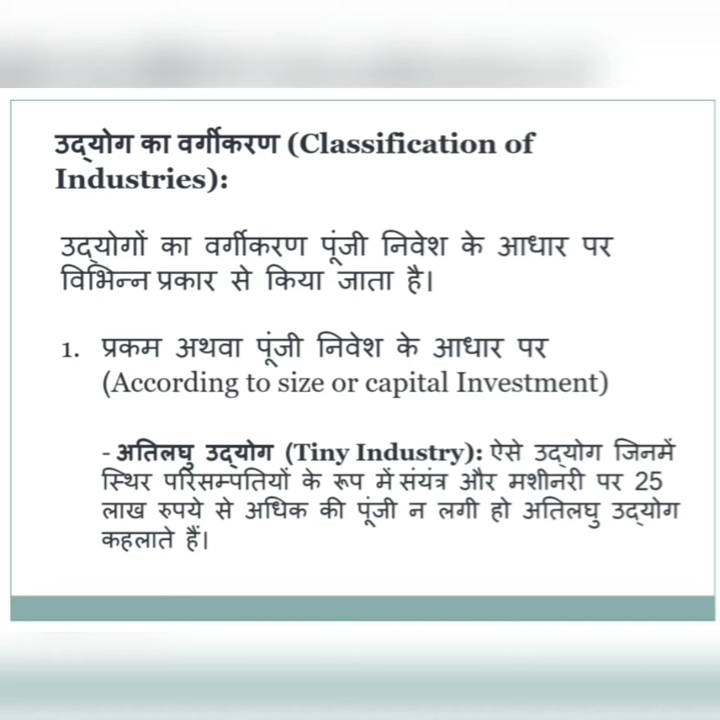 उद्योग का वर्गीकरण (Classification of
Industries):
उद्योगों का वर्गीकरण पूंजी निवेश के आधार पर
विभिन्न प्रकार से किया जाता है।
1. प्रकम अथवा पूंजी निवेश के आधार पर
(According to size or capital Investment)
- अतिलघु उद्योग (Tiny Industry): ऐसे उद्योग जिनमें
स्थिर परिसम्पतियों के रूप में संयंत्र और मशीनरी पर 25
लाख रुपये से अधिक की पूंजी न लगी हो अतिलघु उद्योग
कहलाते हैं।